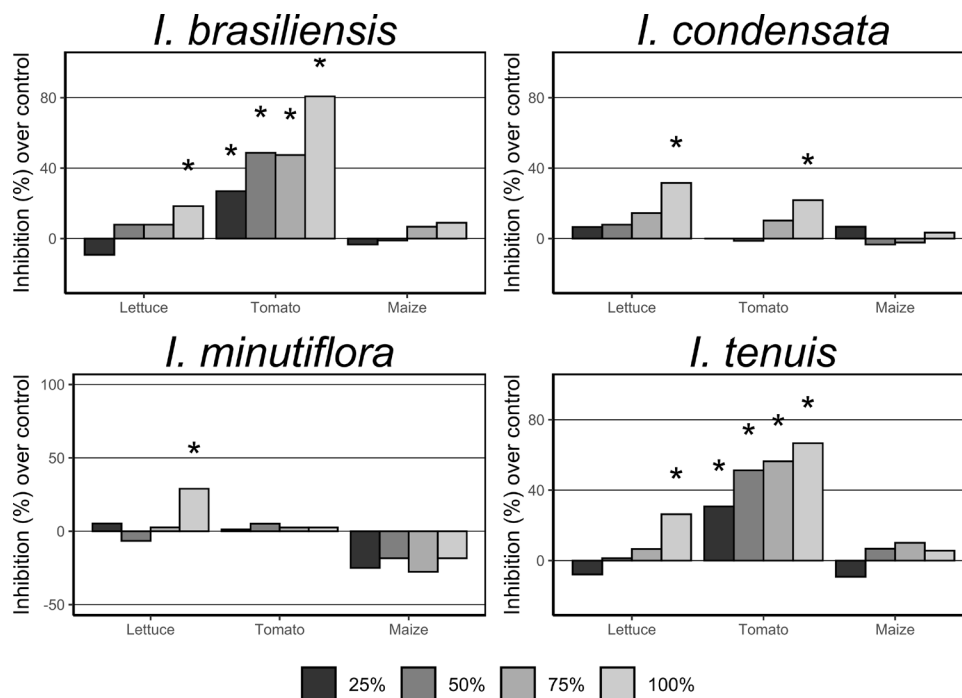 I. brasiliensis
Inhibition (%) over control
80
40
0
*
*
*
*
*
Lettuce Tomato Maize
I. condensata
Inhibition (%) over control
80
40
0
*
*
Lettuce Tomato Maize
I. minutiflora
Inhibition (%) over control
100
50
0
-50
*
Lettuce Tomato Maize
I. tenuis
Inhibition (%) over control
80
40
0
*
*
*
*
*
Lettuce Tomato Maize
25% 50% 75% 100%